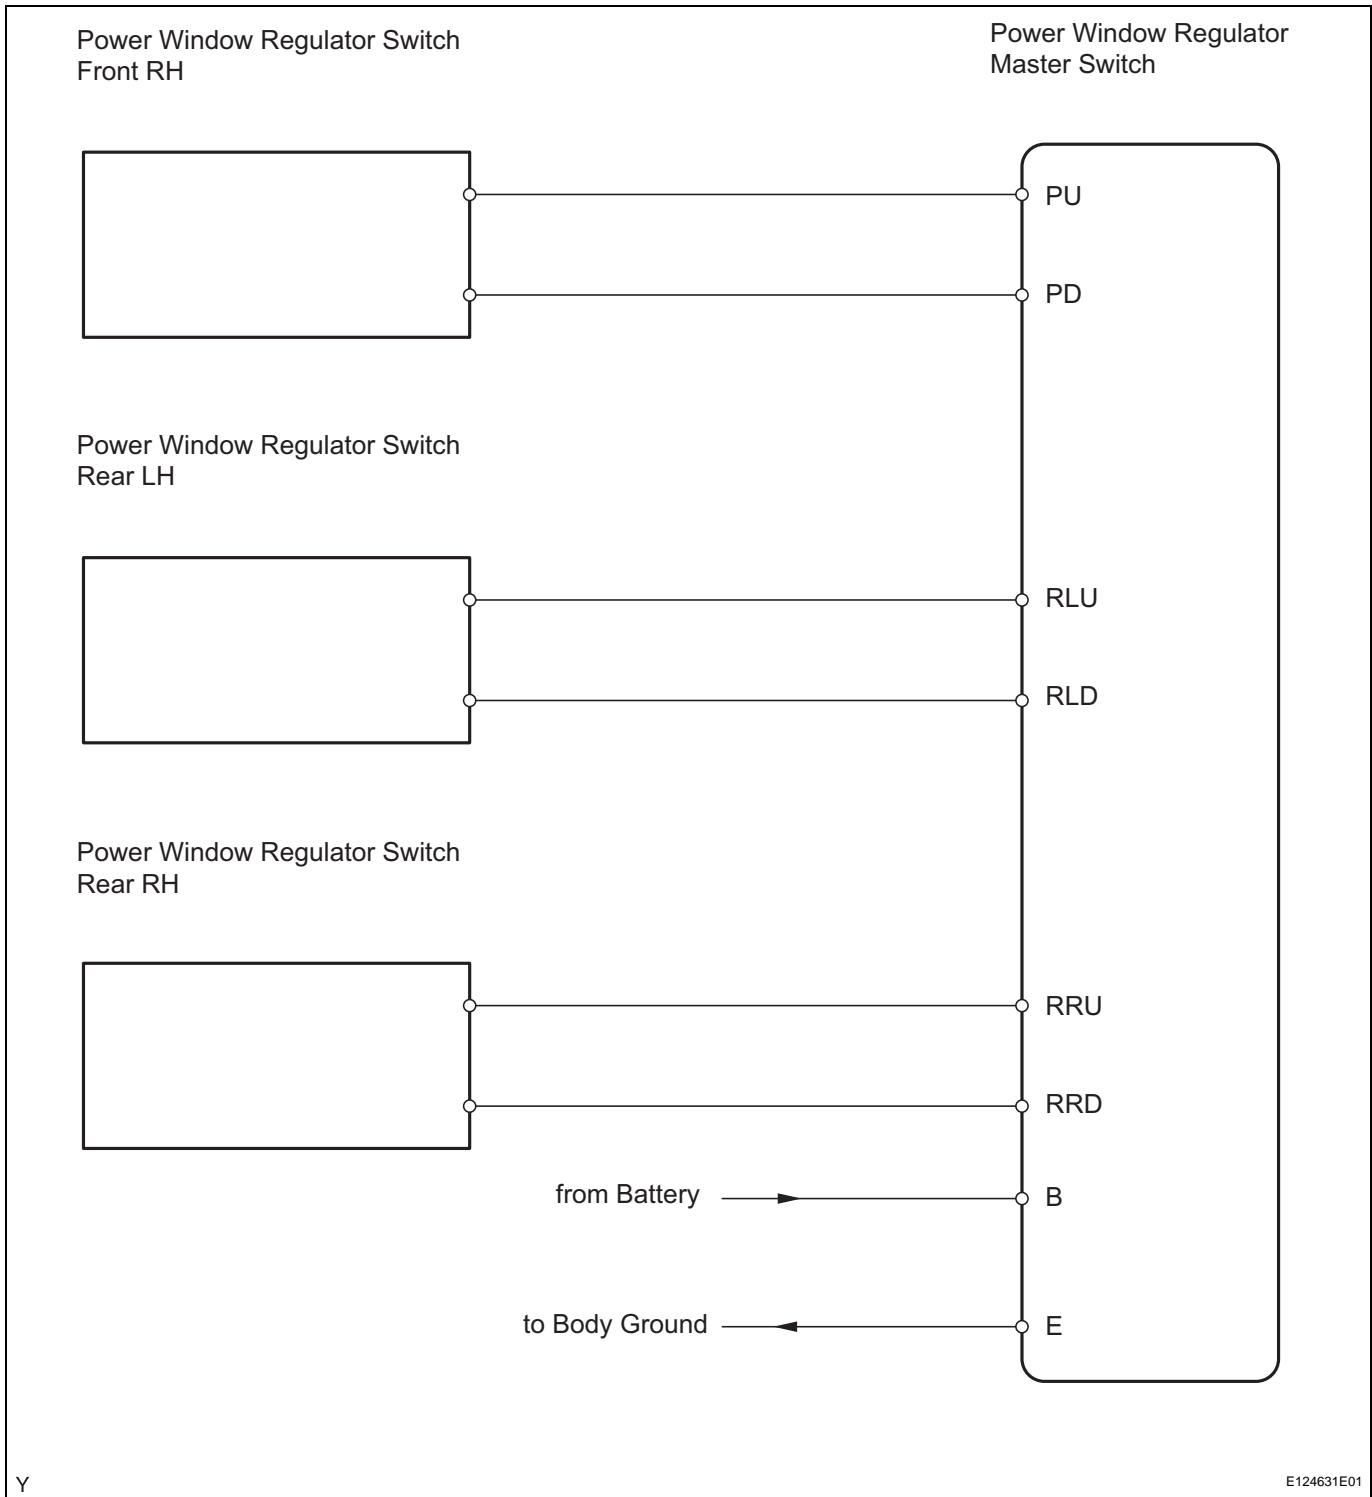 Power Window Regulator Switch
Front RH
Power Window Regulator
Master Switch
PU
PD
Power Window Regulator Switch
Rear LH
RLU
RLD
Power Window Regulator Switch
Rear RH
RRU
RRD
from Battery
B
to Body Ground
E
Y
E124631E01